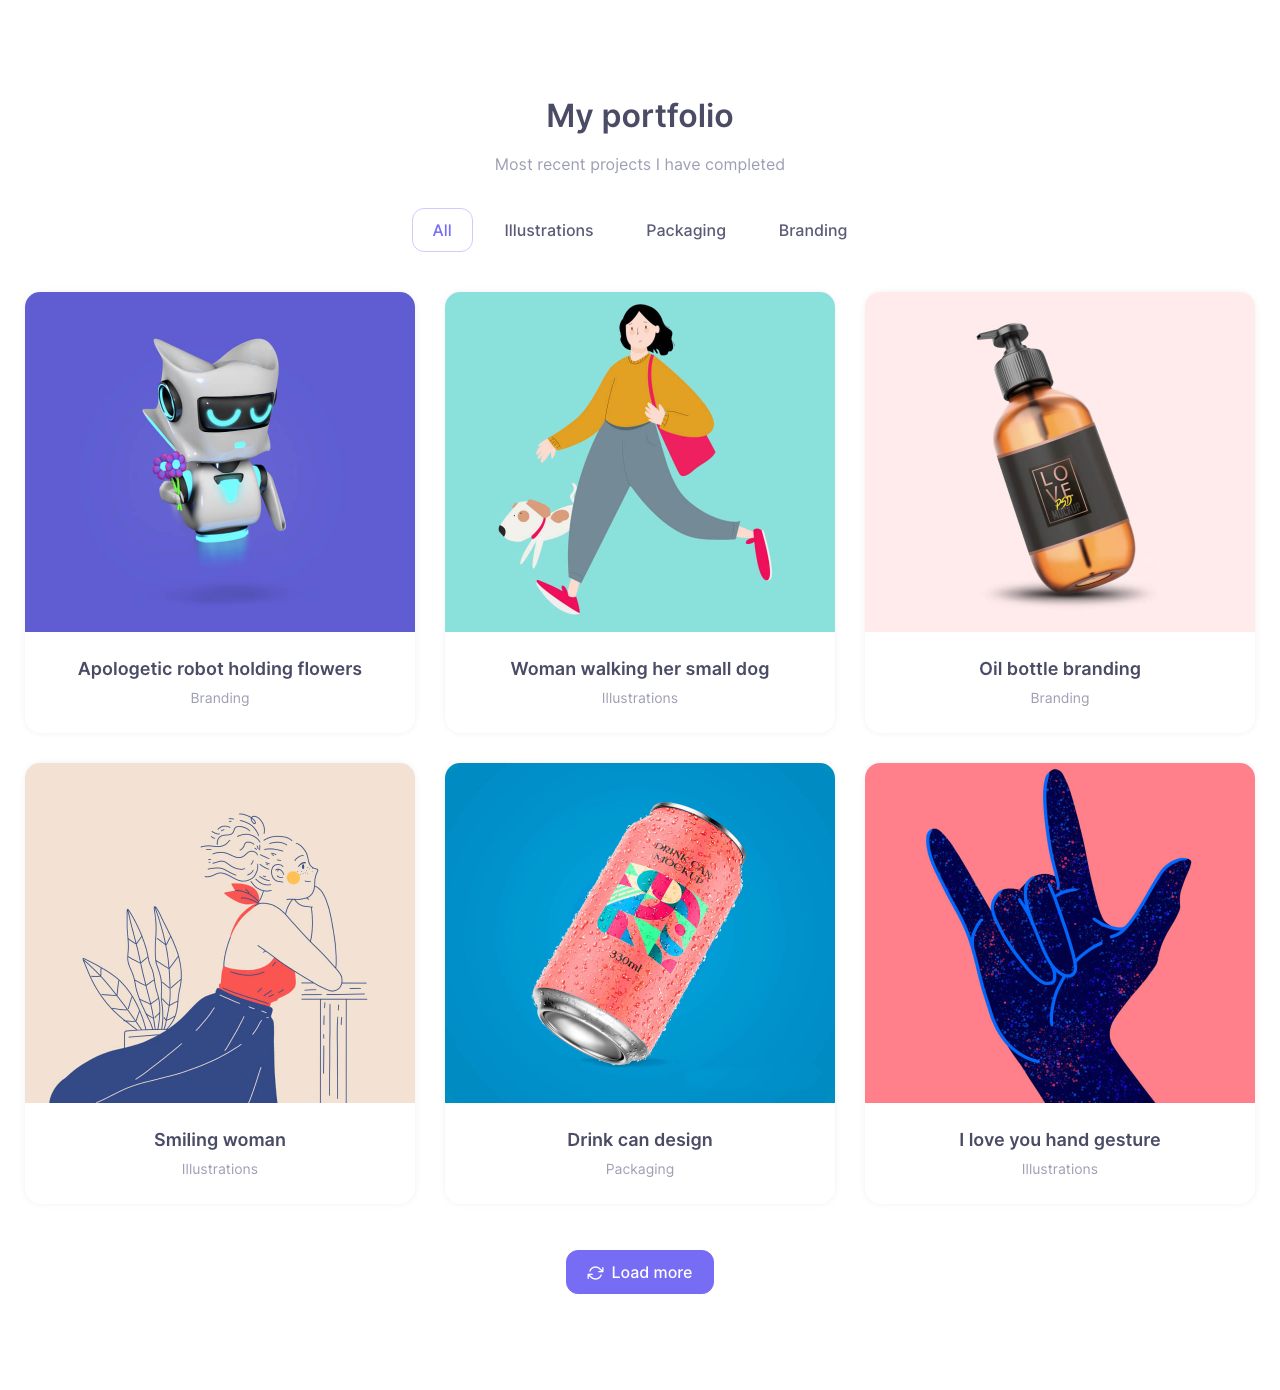 My portfolio
Most recent projects I have completed
All
Illustrations
Packaging
Branding
LO
VE
PSD
MOCKUP
Apologetic robot holding flowers
Branding
Woman walking her small dog
Illustrations
Oil bottle branding
Branding
DRINK CAN
MOCKUP
330ml
Smiling woman
Illustrations
Drink can design
Packaging
I love you hand gesture
Illustrations
Load more